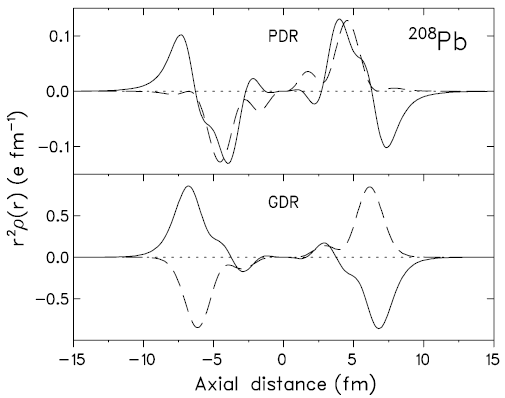 0.1
PDR
²⁰⁸Pb
0.0
−0.1
r²ρ(r) (e fm⁻¹)
GDR
0.5
0.0
−0.5
−15 −10 −5 0 5 10 15
Axial distance (fm)